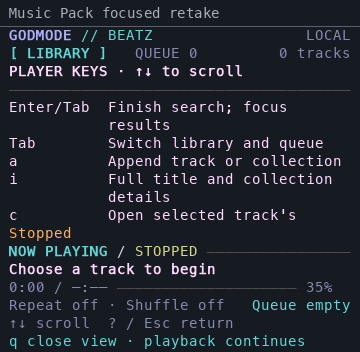 Music Pack focused retake
GODMODE // BEATZ LOCAL
[ LIBRARY ] QUEUE 0 0 tracks
PLAYER KEYS · ↑↓ to scroll
Enter/Tab Focus search; focus
results
Tab Switch library and queue
a Append track or collection
i Full title and collection
details
c Open selected track's
Stopped
NOW PLAYING / STOPPED
Choose a track to begin
0:00 / —:—— 35%
Repeat off · Shuffle off Queue empty
↑↓ scroll ? / Esc return
q close view · playback continues